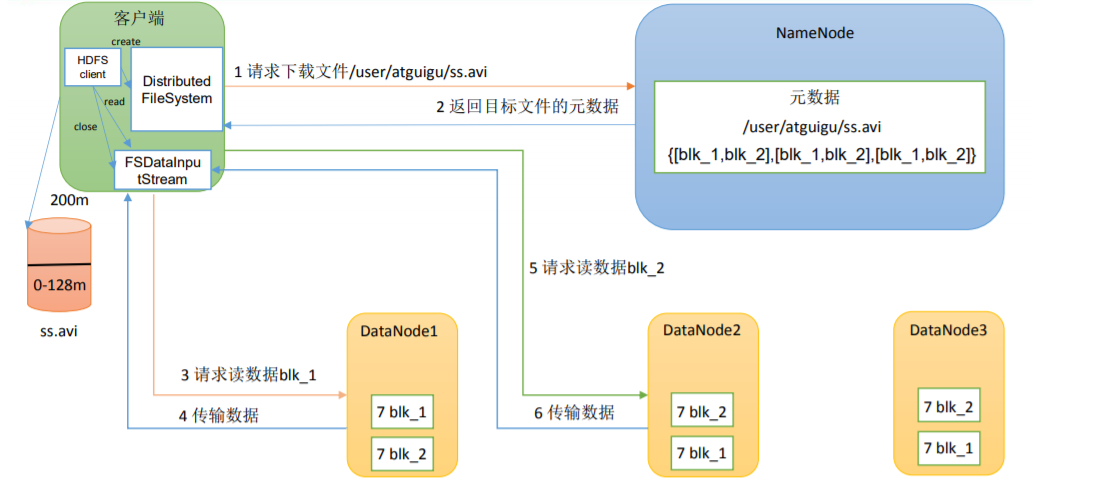 客户端
create
HDFS
client
Distributed
FileSystem
read
close
FSDataInpu
tStream
1 请求下载文件/user/atguigu/ss.avi
2 返回目标文件的元数据
NameNode
元数据
/user/atguigu/ss.avi
{[blk_1,blk_2],[blk_1,blk_2],[blk_1,blk_2]}
200m
0-128m
ss.avi
5 请求读数据blk_2
3 请求读数据blk_1
4 传输数据
6 传输数据
DataNode1
7 blk_1
7 blk_2
DataNode2
7 blk_2
7 blk_1
DataNode3
7 blk_2
7 blk_1